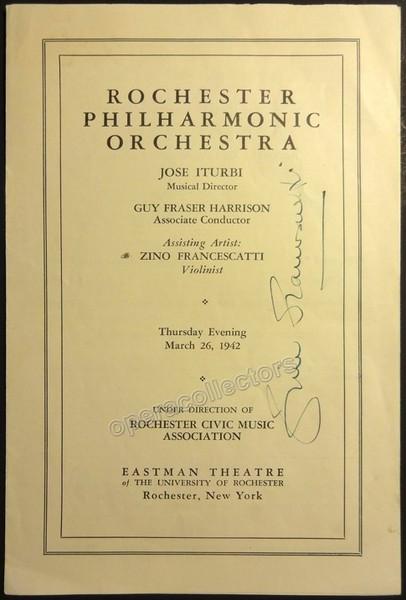 ROCHESTER
PHILHARMONIC
ORCHESTRA
JOSE ITURBI
Musical Director
GUY FRASER HARRISON
Associate Conductor
Assisting Artist:
ZINO FRANCESCATTI
Violinist
Thursday Evening
March 26, 1942
operacollectors
UNDER DIRECTION OF
ROCHESTER CIVIC MUSIC
ASSOCIATION
EASTMAN THEATRE
of THE UNIVERSITY OF ROCHESTER
Rochester, New York